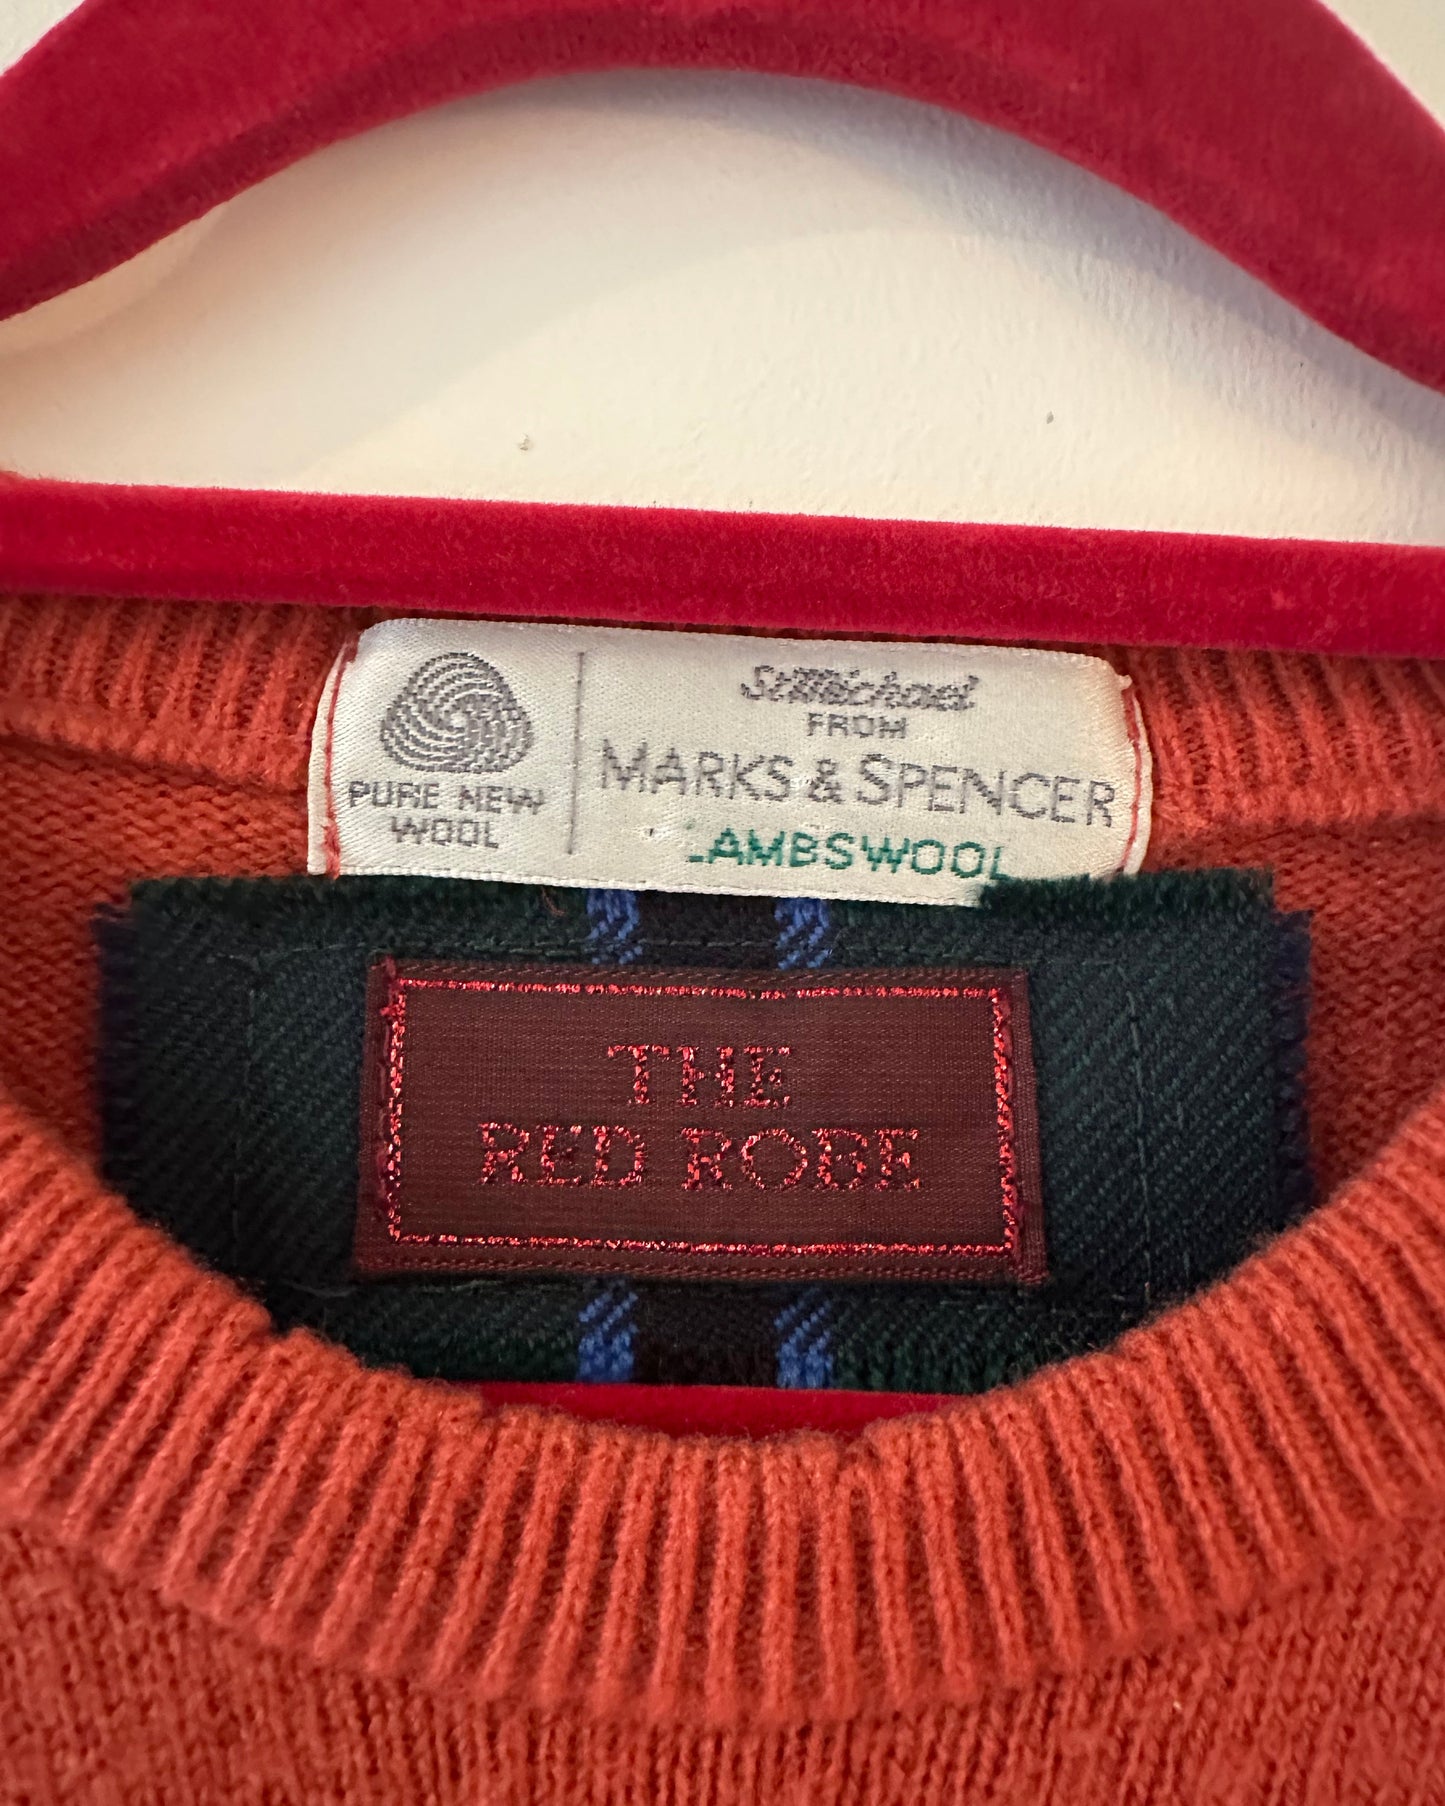 PURE NEW
WOOL
St Michael
FROM
MARKS & SPENCER
LAMBSWOOL
THE
RED ROBE